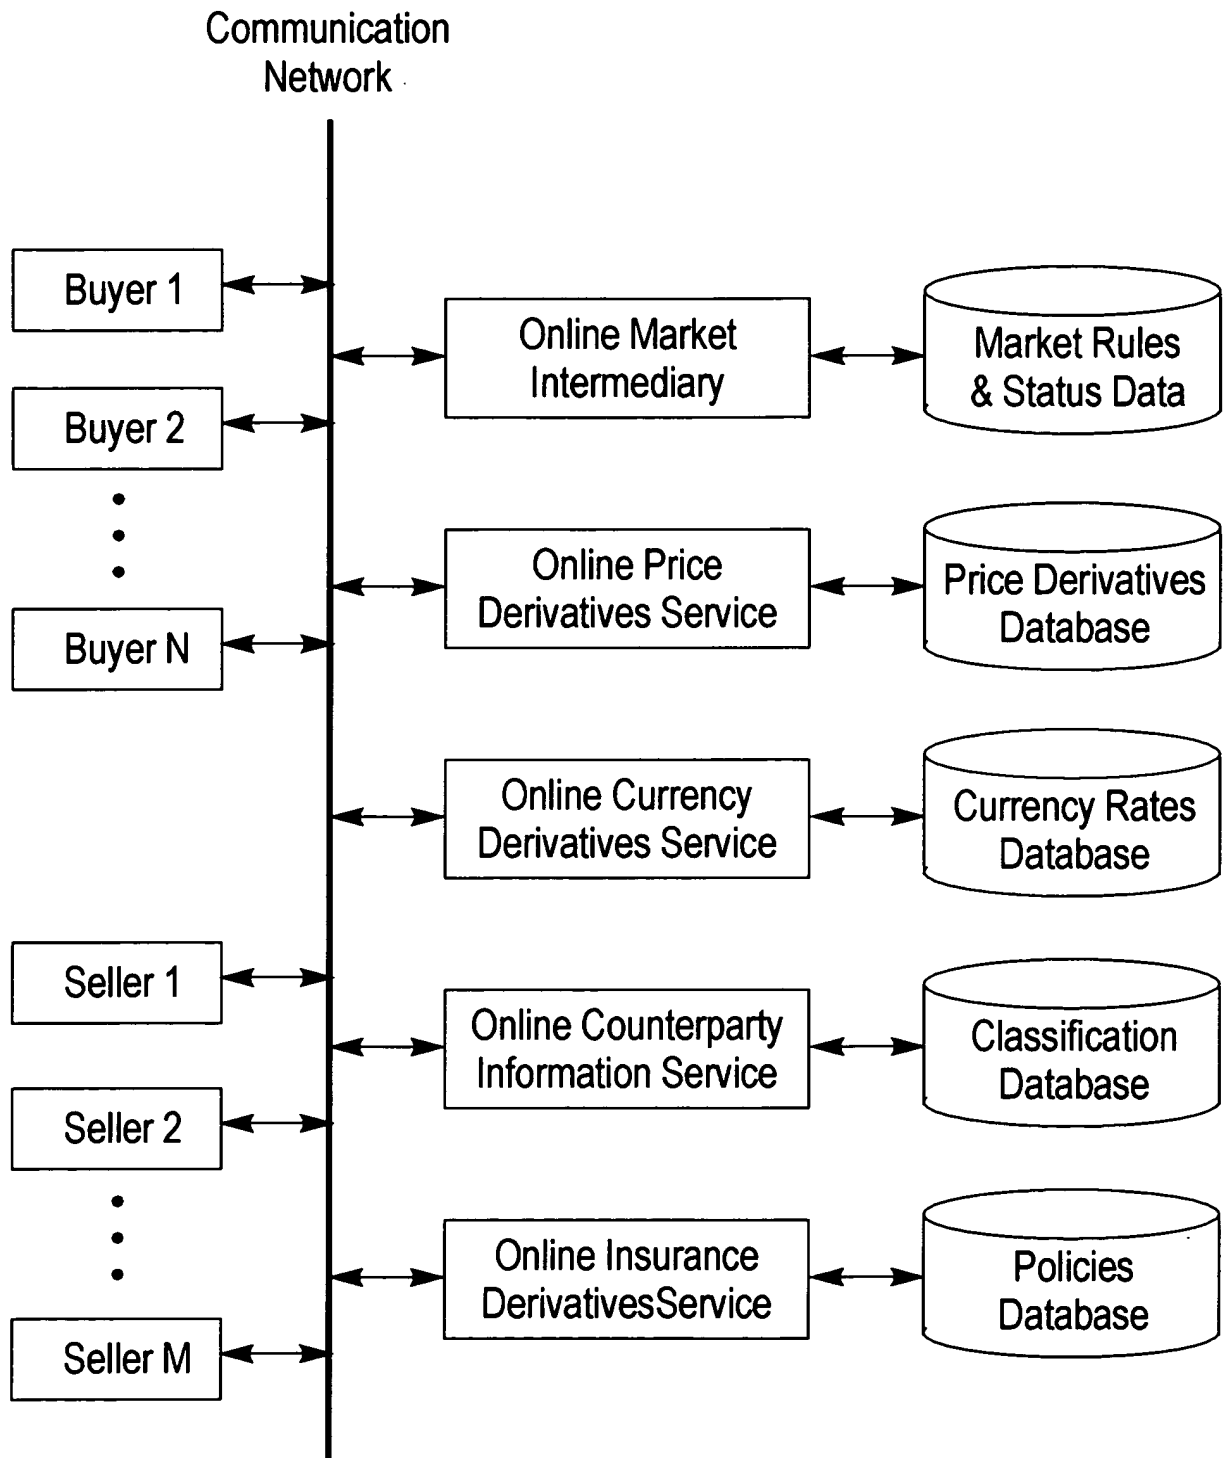 Communication
Network
Buyer 1
Buyer 2
Buyer N
Seller 1
Seller 2
Seller M
Online Market
Intermediary
Market Rules
& Status Data
Online Price
Derivatives Service
Price Derivatives
Database
Online Currency
Derivatives Service
Currency Rates
Database
Online Counterparty
Information Service
Classification
Database
Online Insurance
DerivativesService
Policies
Database